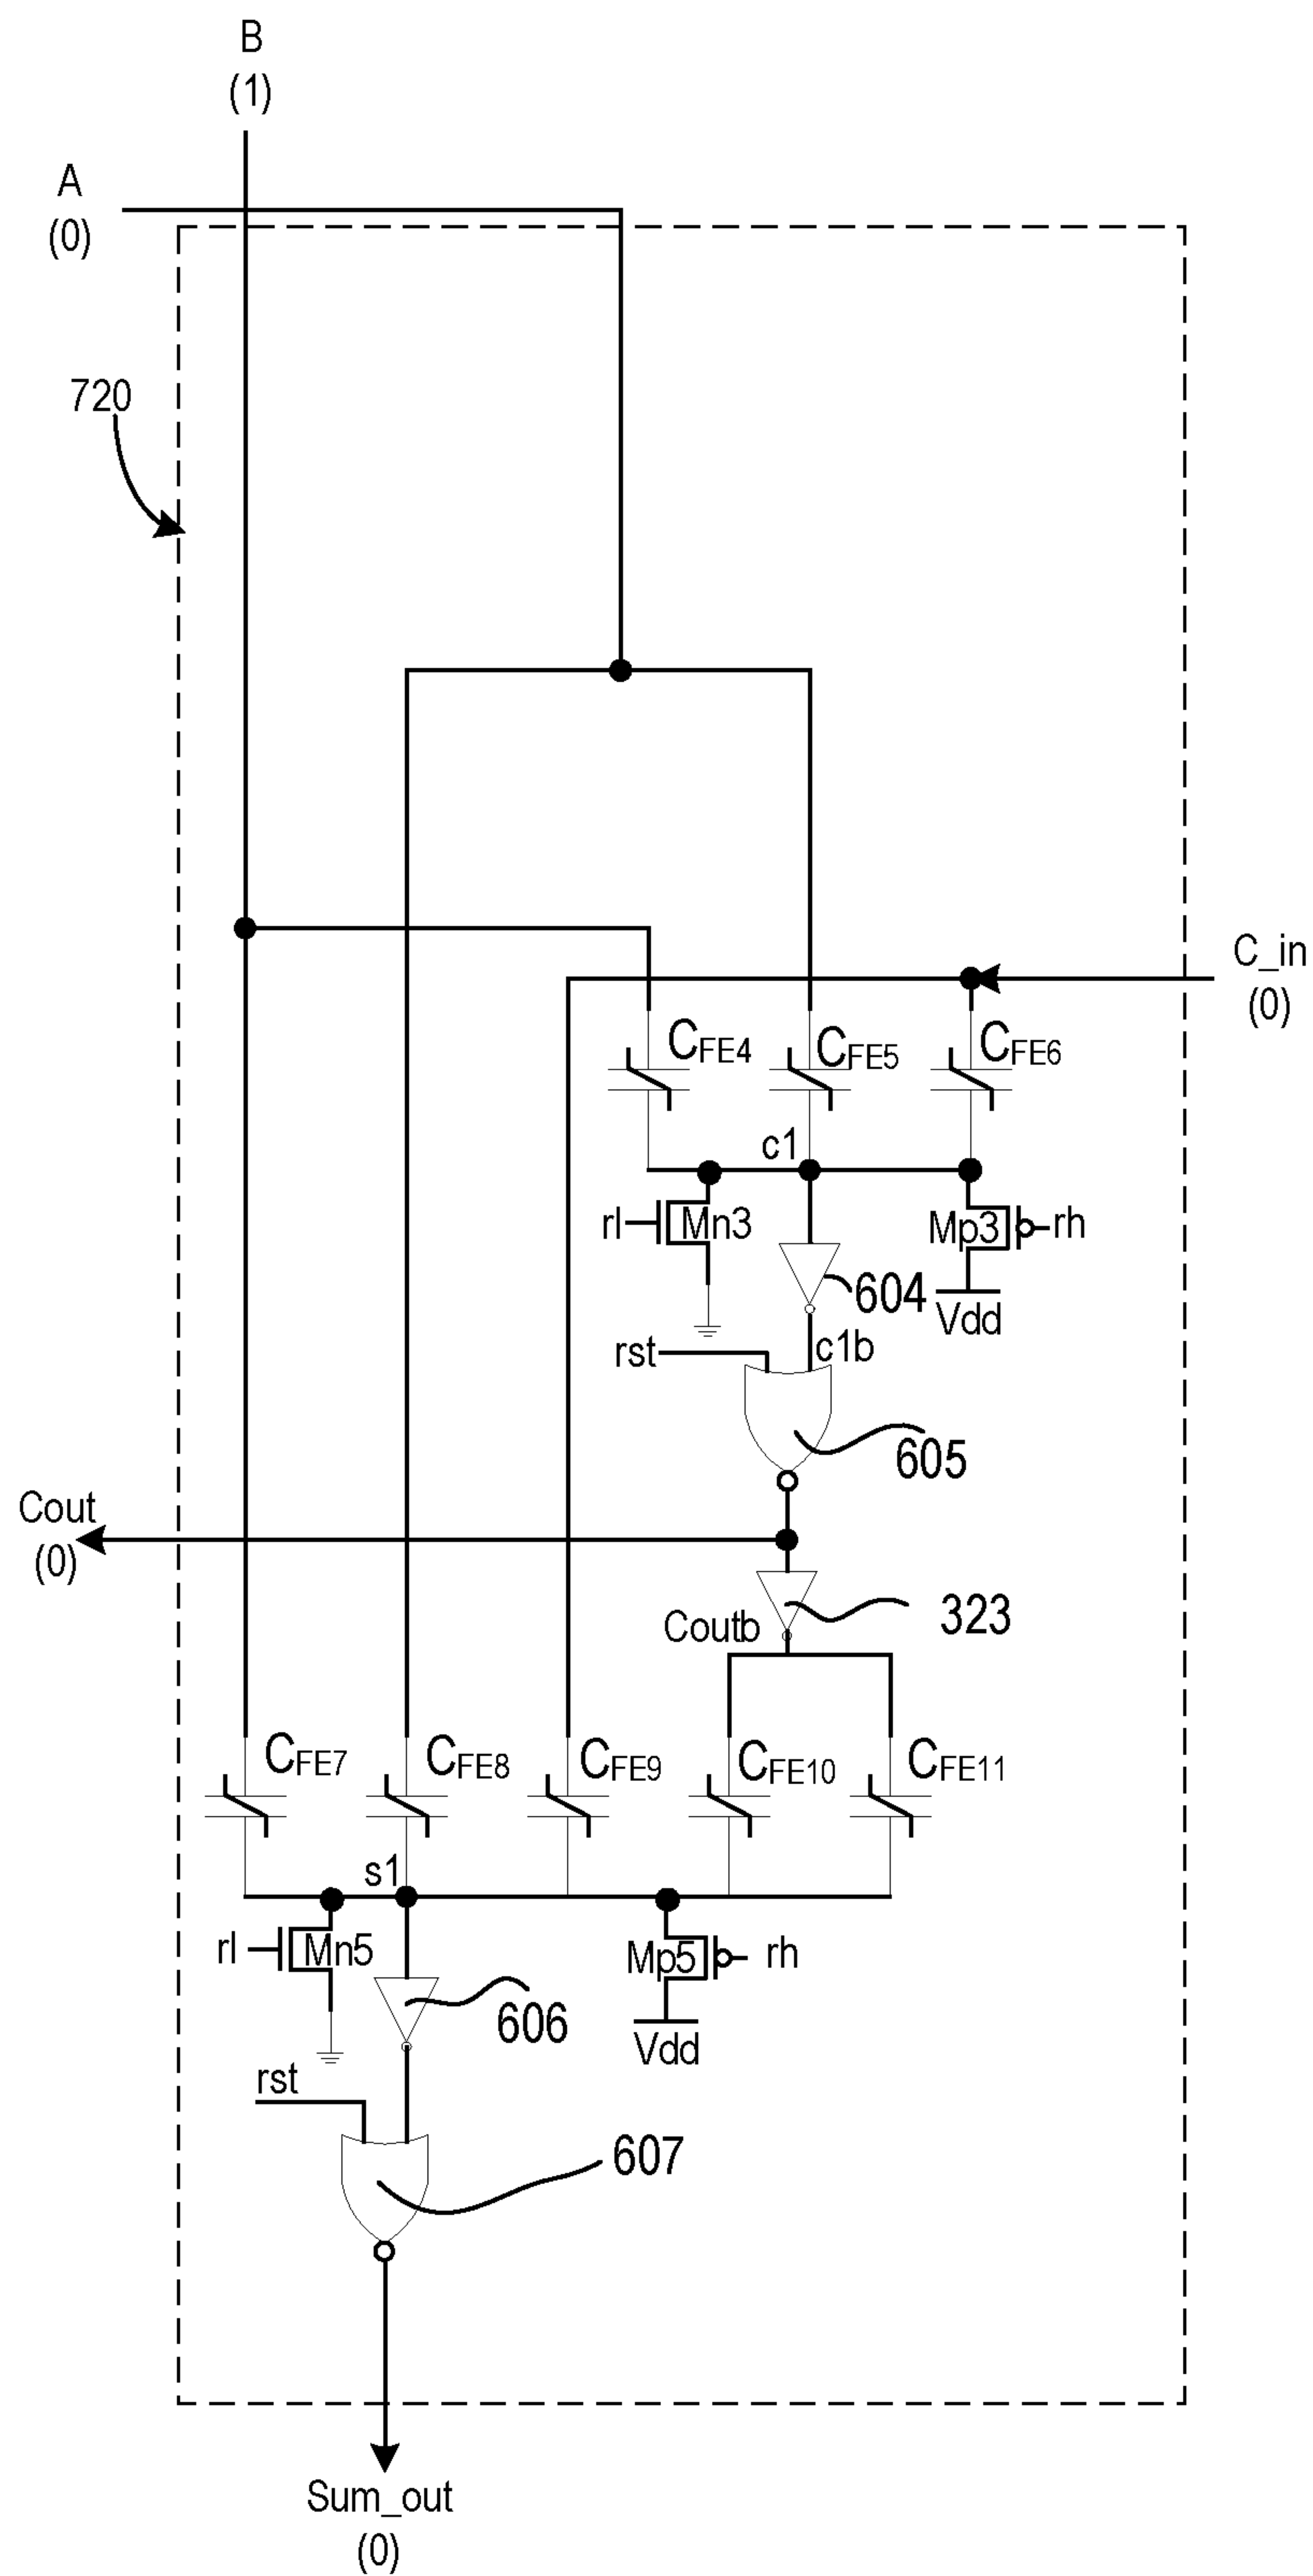 B
(1)
A
(0)
720
C_in
(0)
CFE4
CFE5
CFE6
c1
rl
Mn3
Mp3
rh
604
Vdd
rst
c1b
605
Cout
(0)
323
Coutb
CFE7
CFE8
CFE9
CFE10
CFE11
s1
rl
Mn5
Mp5
rh
606
Vdd
rst
607
Sum_out
(0)